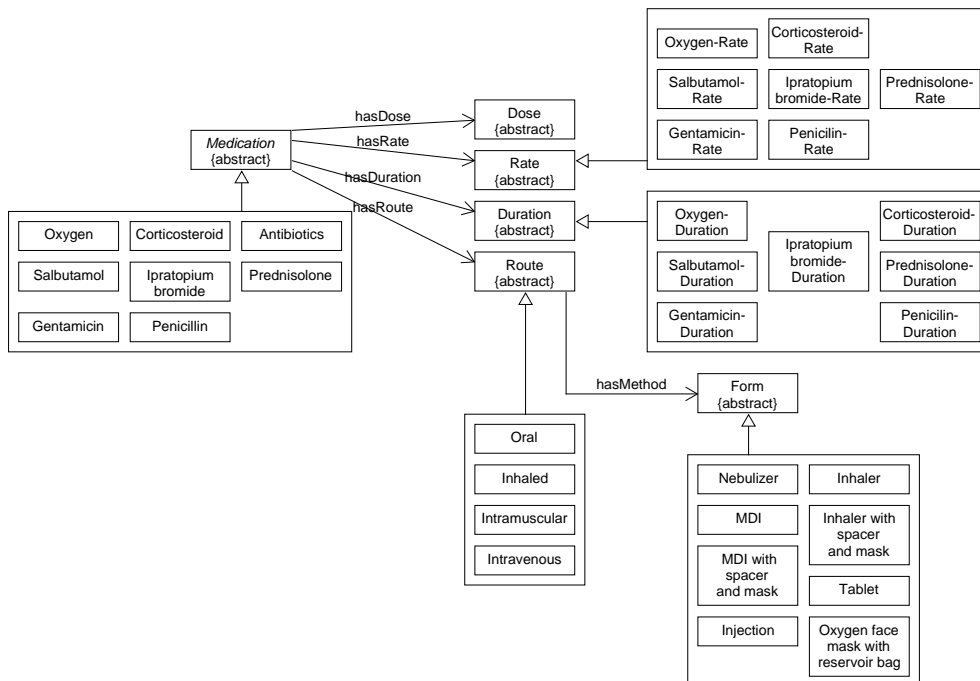 Oxygen-Rate
Corticosteroid-
Rate
Salbutamol-
Rate
Ipratopium
bromide-Rate
Prednisolone-
Rate
Gentamicin-
Rate
Penicilin-
Rate
hasDose
Dose
{abstract}
Medication
{abstract}
hasRate
Rate
{abstract}
hasDuration
Duration
{abstract}
hasRoute
Route
{abstract}
Oxygen
Corticosteroid
Antibiotics
Salbutamol
Ipratopium
bromide
Prednisolone
Gentamicin
Penicillin
Oxygen-
Duration
Corticosteroid-
Duration
Ipratopium
bromide-
Duration
Salbutamol-
Duration
Prednisolone-
Duration
Gentamicin-
Duration
Penicilin-
Duration
hasMethod
Form
{abstract}
Oral
Inhaled
Intramuscular
Intravenous
Nebulizer
Inhaler
MDI
Inhaler with
spacer
and mask
MDI with
spacer
and mask
Tablet
Injection
Oxygen face
mask with
reservoir bag